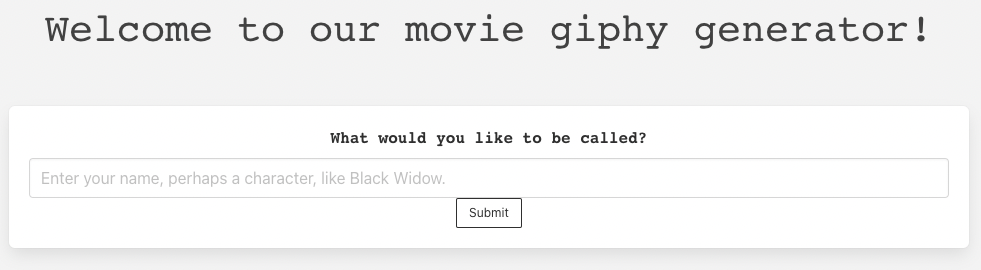 Welcome to our movie giphy generator!
What would you like to be called?
Enter your name, perhaps a character, like Black Widow.
Submit